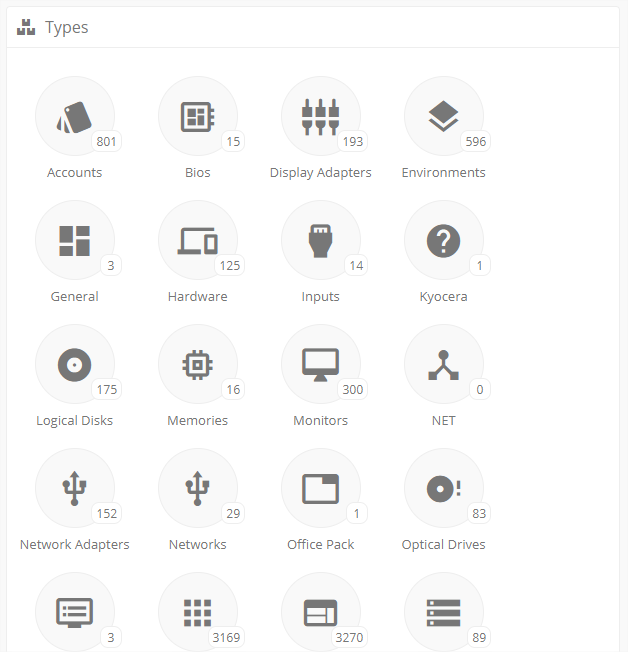 Types
801 15 193 596
Accounts Bios Display Adapters Environments
3 125 14 1
General Hardware Inputs Kyocera
175 16 300 0
Logical Disks Memories Monitors NET
152 29 1 83
Network Adapters Networks Office Pack Optical Drives
3 3169 3270 89